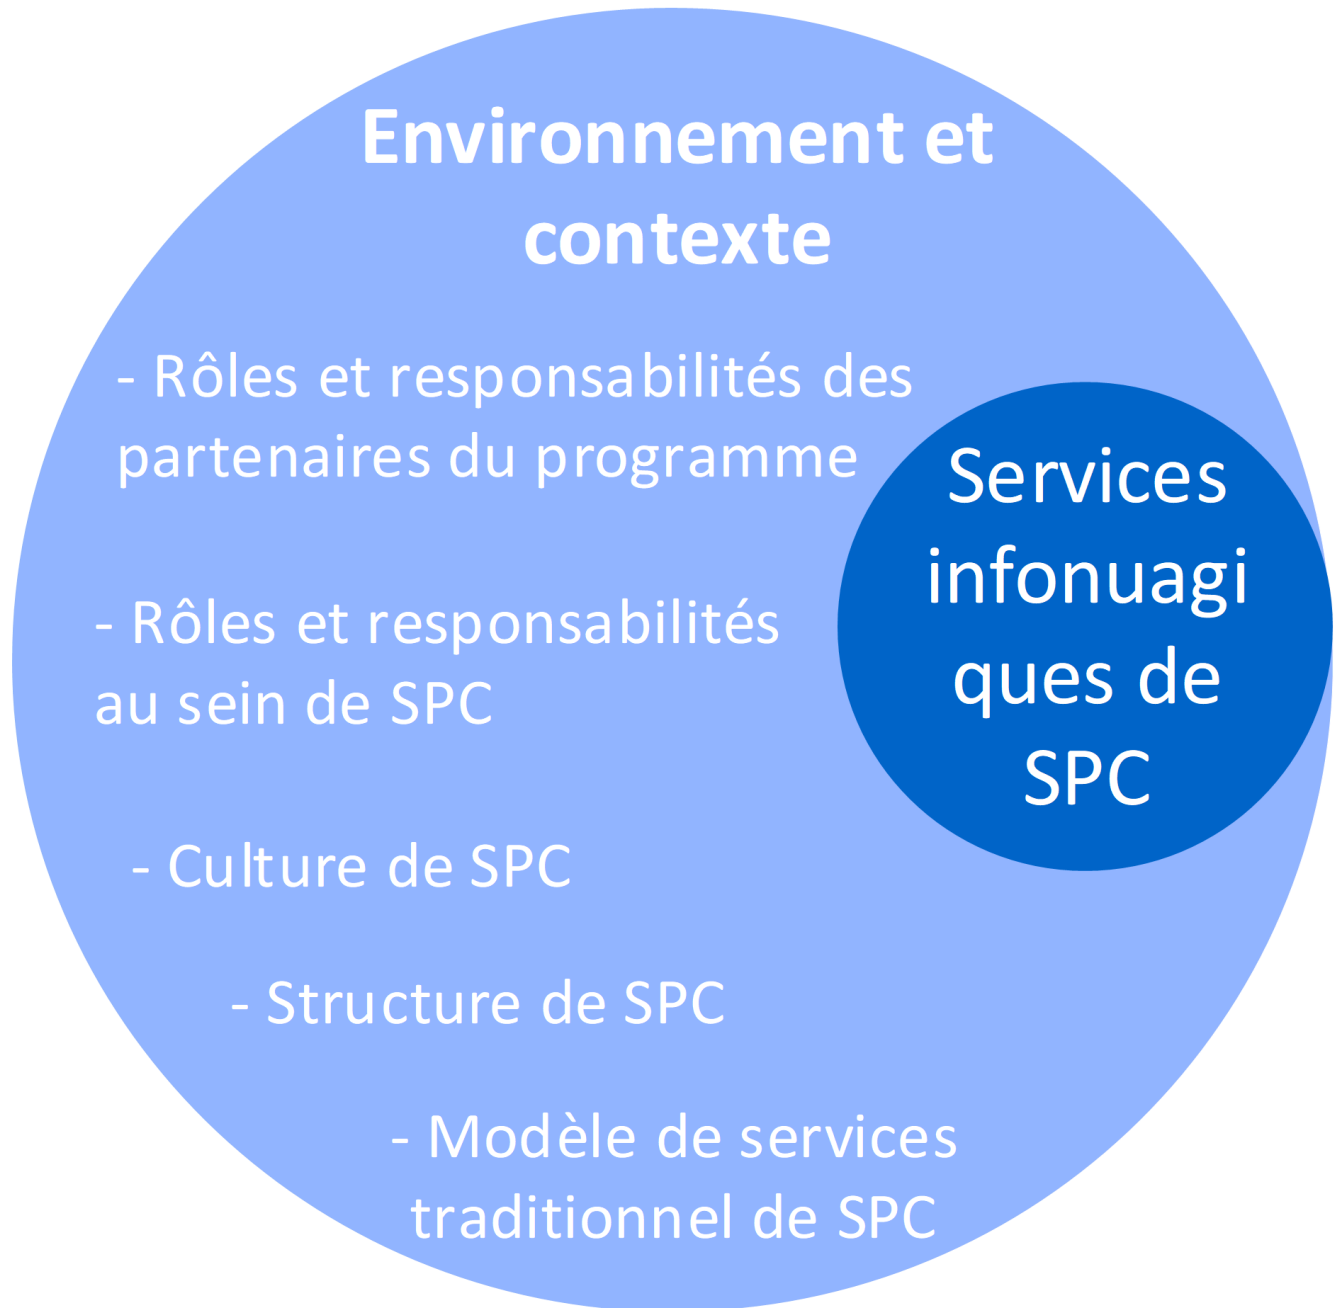 Environnement et
contexte
- Rôles et responsabilités des
partenaires du programme
- Rôles et responsabilités
au sein de SPC
- Culture de SPC
- Structure de SPC
- Modèle de services
traditionnel de SPC
Services
infonuagi
ques de
SPC